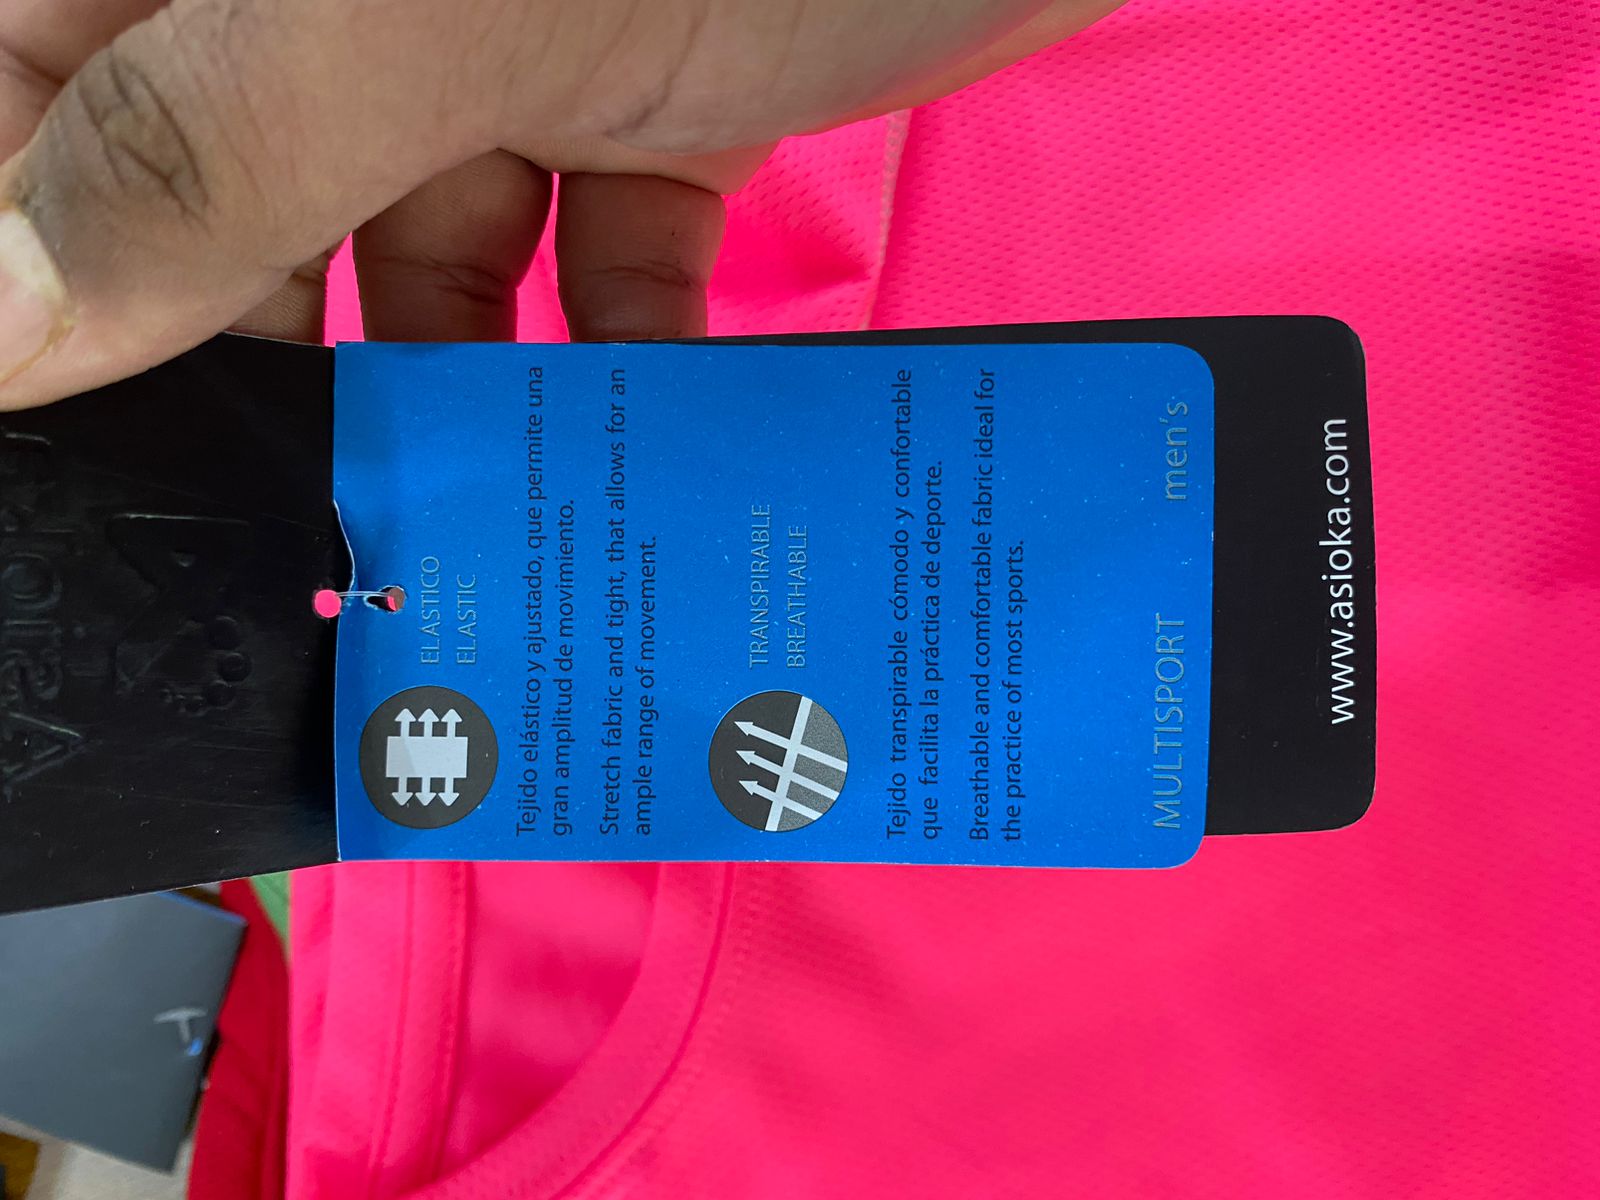 ELASTICO
ELASTIC
Tejido elástico y ajustado, que permite una
gran amplitud de movimiento.
Stretch fabric and tight, that allows for an
ample range of movement.
TRANSPIRABLE
BREATHABLE
Tejido transpirable cómodo y confortable
que facilita la práctica de deporte.
Breathable and comfortable fabric ideal for
the practice of most sports.
MULTISPORT men's
www.asioka.com